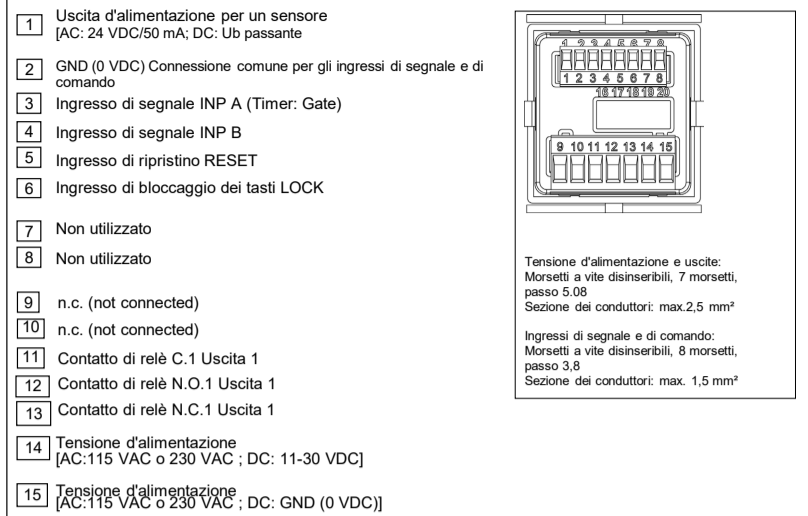 1 Uscita d'alimentazione per un sensore
[AC: 24 VDC/50 mA; DC: Ub passante
2 GND (0 VDC) Connessione comune per gli ingressi di segnale e di
comando
3 Ingresso di segnale INP A (Timer: Gate)
4 Ingresso di segnale INP B
5 Ingresso di ripristino RESET
6 Ingresso di bloccaggio dei tasti LOCK
7 Non utilizzato
8 Non utilizzato
9 n.c. (not connected)
10 n.c. (not connected)
11 Contatto di relè C.1 Uscita 1
12 Contatto di relè N.O.1 Uscita 1
13 Contatto di relè N.C.1 Uscita 1
14 Tensione d'alimentazione
[AC:115 VAC o 230 VAC ; DC: 11-30 VDC]
15 Tensione d'alimentazione
[AC:115 VAC o 230 VAC ; DC: GND (0 VDC)]
1 2 3 4 5 6 7 8
1 2 3 4 5 6 7 8
16 17 18 19 20
9 10 11 12 13 14 15
Tensione d'alimentazione e uscite:
Morsetti a vite disinseribili, 7 morsetti,
passo 5.08
Sezione dei conduttori: max.2,5 mm²
Ingressi di segnale e di comando:
Morsetti a vite disinseribili, 8 morsetti,
passo 3,8
Sezione dei conduttori: max. 1,5 mm²